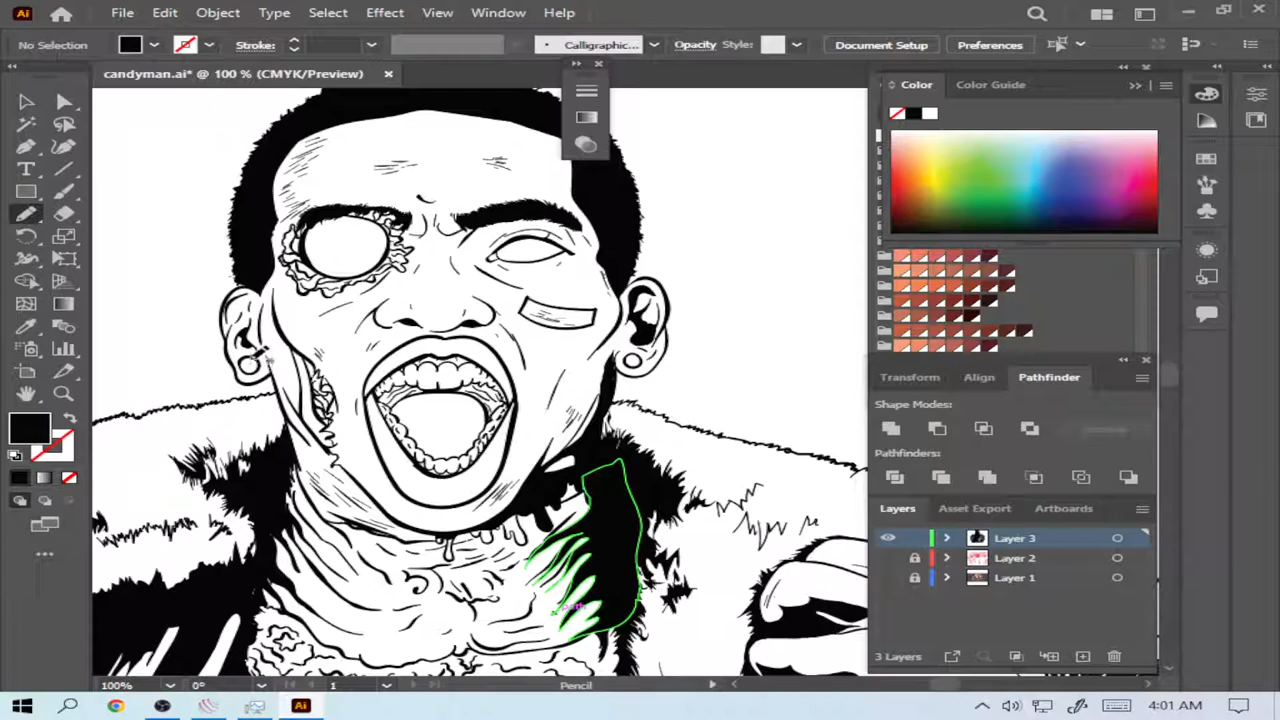 Ai File Edit Object Type Select Effect View Window Help
No Selection Stroke: Calligraphic... Opacity Style: Document Setup Preferences
candyman.ai* @ 100 % (CMYK/Preview)
Color Color Guide
Transform Align Pathfinder
Shape Modes:
Pathfinders:
Layers Asset Export Artboards
Layer 3
Layer 2
Layer 1
path
3 Layers
100% 0° 1 Pencil
Ai 4:01 AM